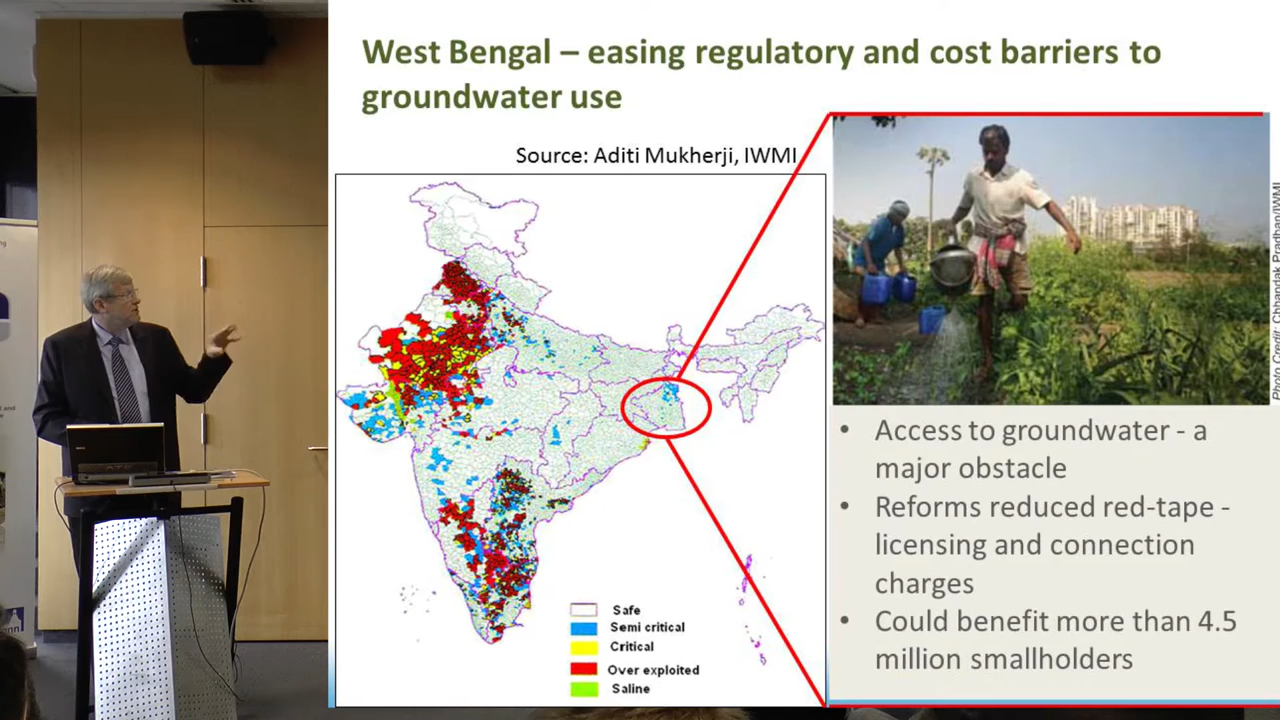 West Bengal – easing regulatory and cost barriers to
groundwater use
Source: Aditi Mukherji, IWMI
Photo Credit: Chhandak Pradhan/IWMI
Safe
Semi critical
Critical
Over exploited
Saline
• Access to groundwater - a
major obstacle
• Reforms reduced red-tape -
licensing and connection
charges
• Could benefit more than 4.5
million smallholders